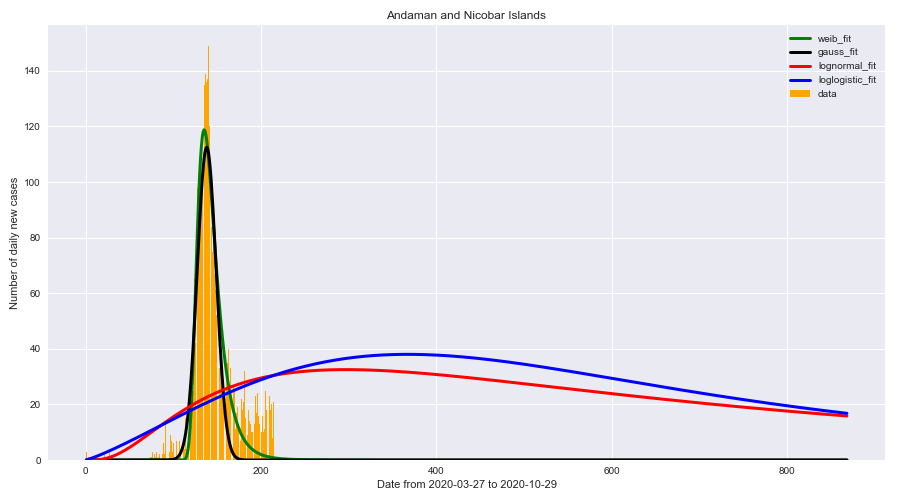 Andaman and Nicobar Islands
weib_fit
gauss_fit
lognormal_fit
loglogistic_fit
data
Number of daily new cases
140
120
100
80
60
40
20
0
0 200 400 600 800
Date from 2020-03-27 to 2020-10-29